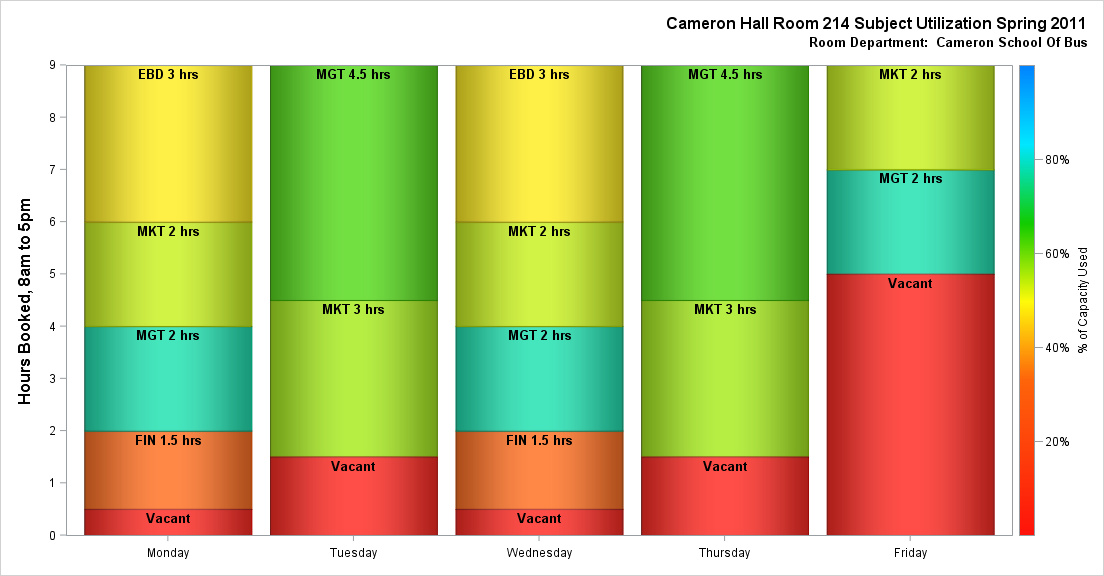 Cameron Hall Room 214 Subject Utilization Spring 2011
Room Department:  Cameron School Of Bus
Hours Booked, 8am to 5pm
9
8
7
6
5
4
3
2
1
0
EBD 3 hrs
MKT 2 hrs
MGT 2 hrs
FIN 1.5 hrs
Vacant
MGT 4.5 hrs
MKT 3 hrs
Vacant
EBD 3 hrs
MKT 2 hrs
MGT 2 hrs
FIN 1.5 hrs
Vacant
MGT 4.5 hrs
MKT 3 hrs
Vacant
MKT 2 hrs
MGT 2 hrs
Vacant
Monday
Tuesday
Wednesday
Thursday
Friday
80%
60%
40%
20%
% of Capacity Used